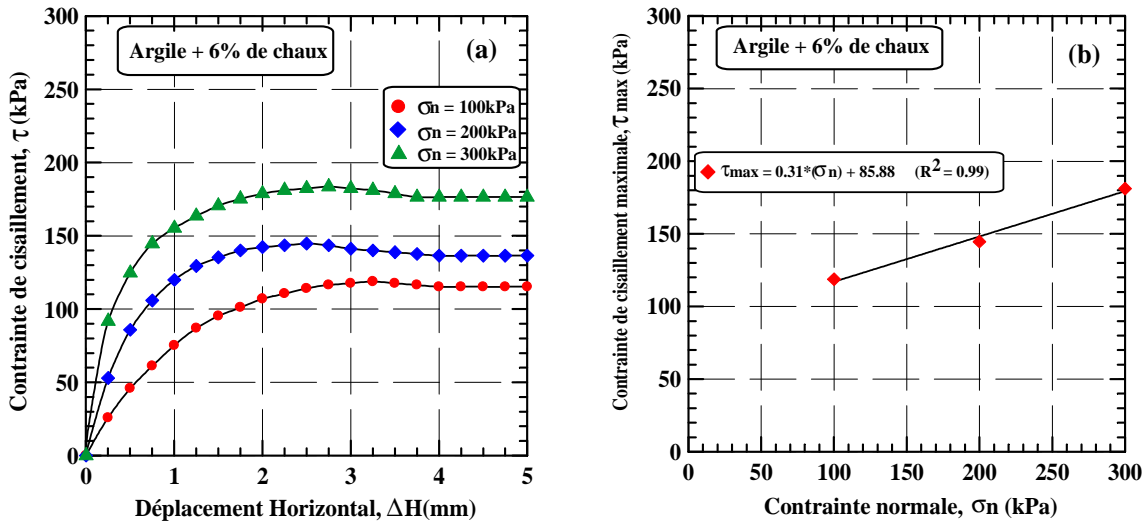 Argile + 6% de chaux
(a)
σn = 100kPa
σn = 200kPa
σn = 300kPa
Contrainte de cisaillement, τ (kPa)
300
250
200
150
100
50
0
0 1 2 3 4 5
Déplacement Horizontal, ΔH(mm)
Argile + 6% de chaux
(b)
τmax = 0.31*(σn) + 85.88 (R² = 0.99)
Contrainte de cisaillement maximale, τmax (kPa)
300
250
200
150
100
50
0
0 50 100 150 200 250 300
Contrainte normale, σn (kPa)